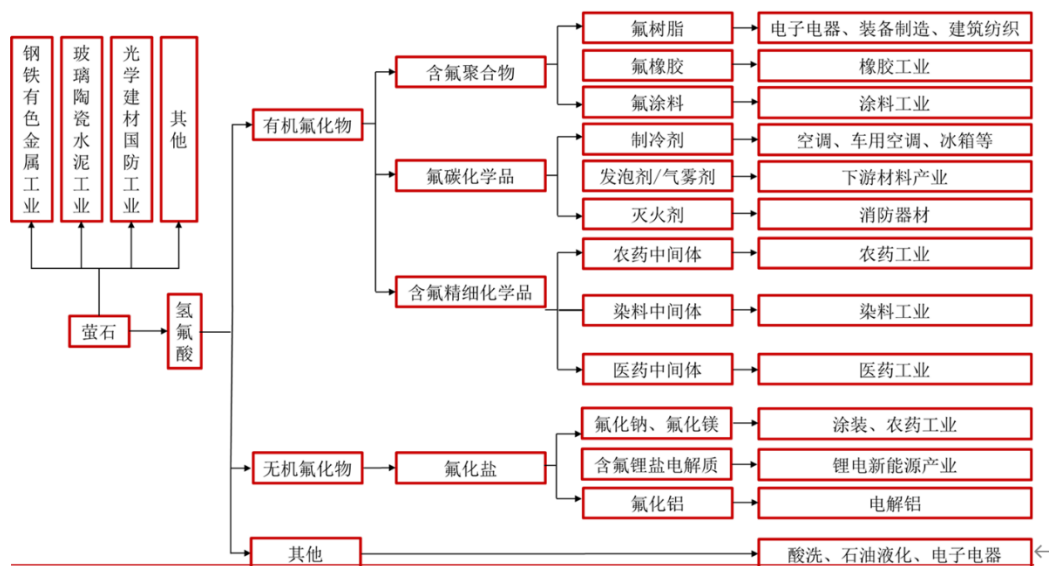 钢铁有色金属工业
玻璃陶瓷水泥工业
光学建材国防工业
其他
萤石
氢氟酸
有机氟化物
含氟聚合物
氟树脂
电子电器、装备制造、建筑纺织
氟橡胶
橡胶工业
氟涂料
涂料工业
氟碳化学品
制冷剂
空调、车用空调、冰箱等
发泡剂/气雾剂
下游材料产业
灭火剂
消防器材
含氟精细化学品
农药中间体
农药工业
染料中间体
染料工业
医药中间体
医药工业
无机氟化物
氟化盐
氟化钠、氟化镁
涂装、农药工业
含氟锂盐电解质
锂电新能源产业
氟化铝
电解铝
其他
酸洗、石油液化、电子电器